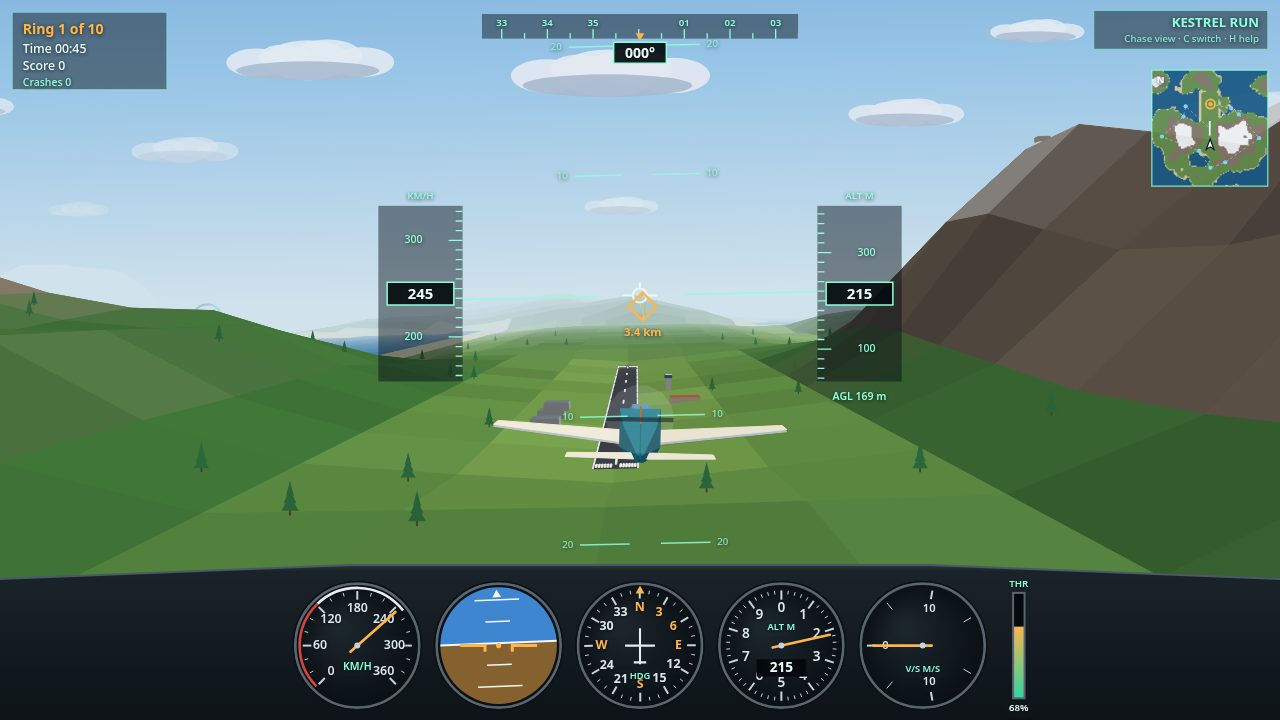 Ring 1 of 10
Time 00:45
Score 0
Crashes 0
33 34 35 01 02 03
20 000° 20
KESTREL RUN
Chase view · C switch · H help
N
10 10
KM/H
300
245
200
ALT M
300
215
100
AGL 169 m
3.4 km
10 10
20 20
0 60 120 180 240 300 360
KM/H
N 3 6 E 12 15 S 21 24 W 30 33
HDG
0 1 2 3 5 7 8 9
ALT M
215
10
0
V/S M/S
10
THR
68%